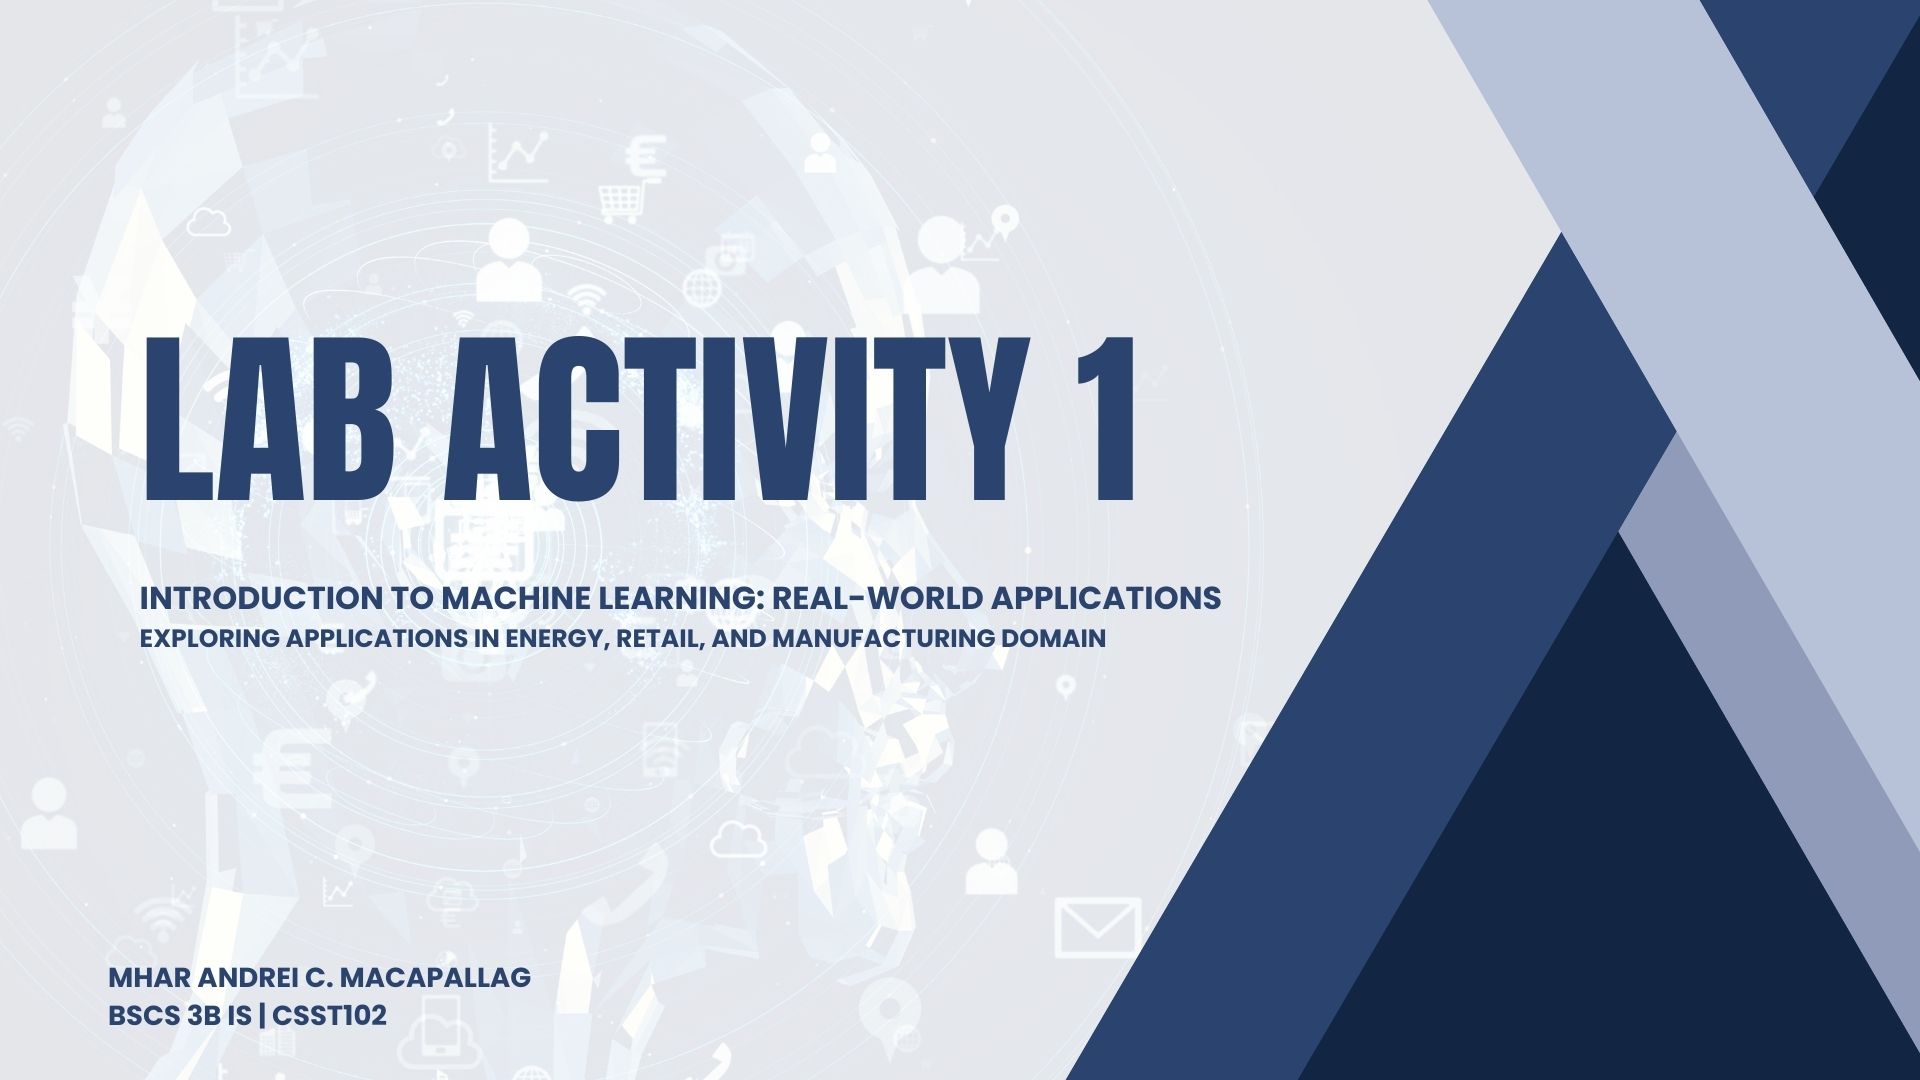 LAB ACTIVITY 1
INTRODUCTION TO MACHINE LEARNING: REAL-WORLD APPLICATIONS
EXPLORING APPLICATIONS IN ENERGY, RETAIL, AND MANUFACTURING DOMAIN
MHAR ANDREI C. MACAPALLAG
BSCS 3B IS | CSST102